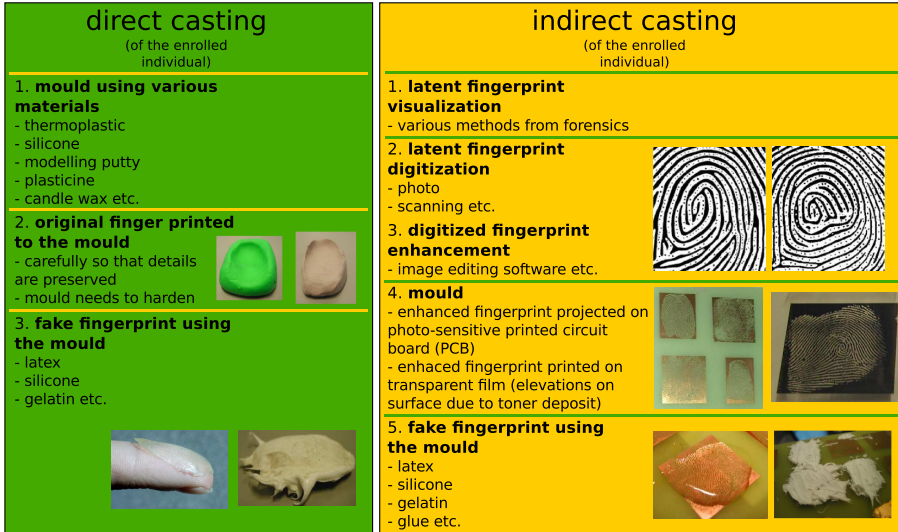 direct casting
(of the enrolled
individual)
1. mould using various
materials
- thermoplastic
- silicone
- modelling putty
- plasticine
- candle wax etc.
2. original finger printed
to the mould
- carefully so that details
are preserved
- mould needs to harden
3. fake fingerprint using
the mould
- latex
- silicone
- gelatin etc.
indirect casting
(of the enrolled
individual)
1. latent fingerprint
visualization
- various methods from forensics
2. latent fingerprint
digitization
- photo
- scanning etc.
3. digitized fingerprint
enhancement
- image editing software etc.
4. mould
- enhanced fingerprint projected on
photo-sensitive printed circuit
board (PCB)
- enhaced fingerprint printed on
transparent film (elevations on
surface due to toner deposit)
5. fake fingerprint using
the mould
- latex
- silicone
- gelatin
- glue etc.